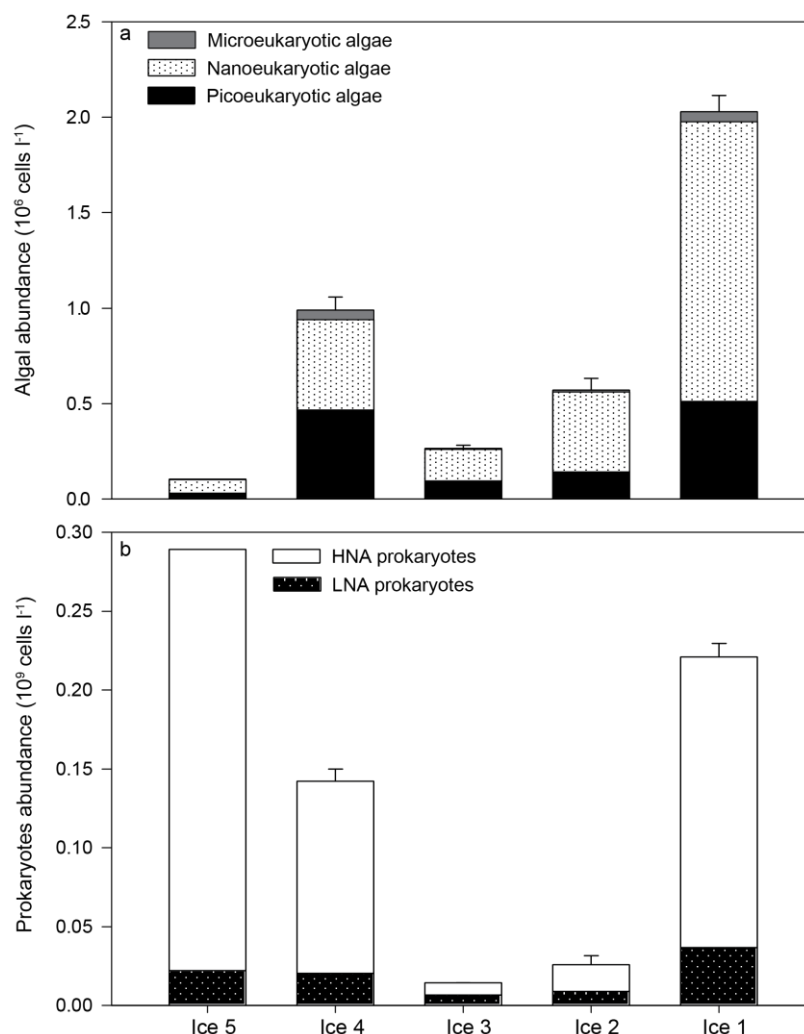 a
Microeukaryotic algae
Nanoeukaryotic algae
Picoeukaryotic algae
Algal abundance (10⁶ cells l⁻¹)
2.5
2.0
1.5
1.0
0.5
0.0
b
HNA prokaryotes
LNA prokaryotes
Prokaryotes abundance (10⁹ cells l⁻¹)
0.30
0.25
0.20
0.15
0.10
0.05
0.00
Ice 5 Ice 4 Ice 3 Ice 2 Ice 1